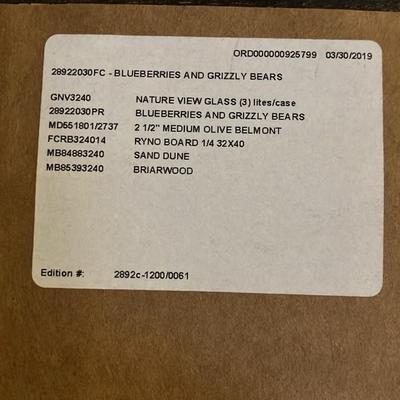 ORD000000925799 03/30/2019
28922030FC - BLUEBERRIES AND GRIZZLY BEARS
GNV3240 NATURE VIEW GLASS (3) lites/case
28922030PR BLUEBERRIES AND GRIZZLY BEARS
MD551801/2737 2 1/2" MEDIUM OLIVE BELMONT
FCRB324014 RYNO BOARD 1/4 32X40
MB84883240 SAND DUNE
MB85393240 BRIARWOOD
Edition #: 2892c-1200/0061